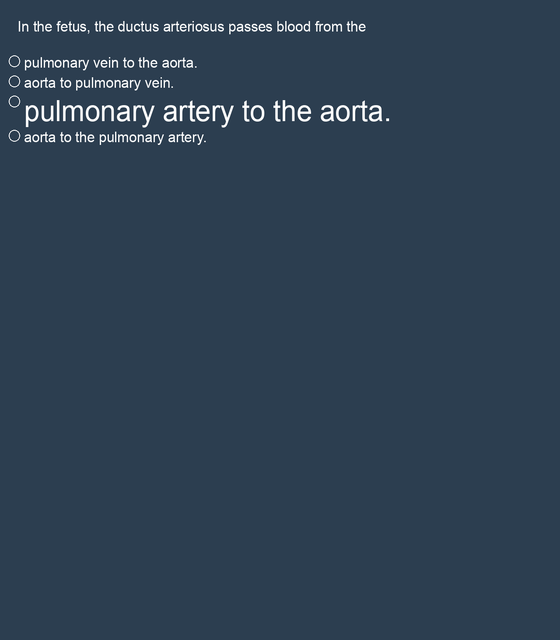 In the fetus, the ductus arteriosus passes blood from the
pulmonary vein to the aorta.
aorta to pulmonary vein.
pulmonary artery to the aorta.
aorta to the pulmonary artery.